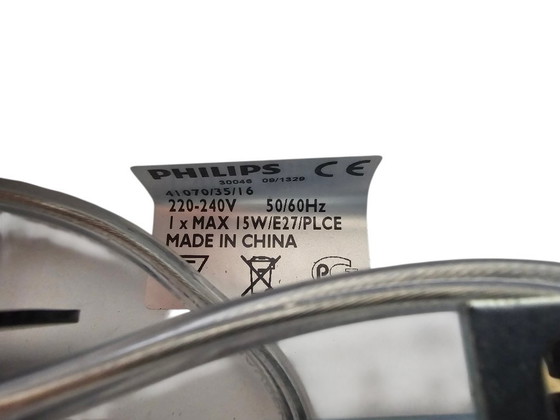 PHILIPS CE
30046 08/1328
41070/35/16
220-240V 50/60Hz
1 x MAX 15W/E27/PLCE
MADE IN CHINA